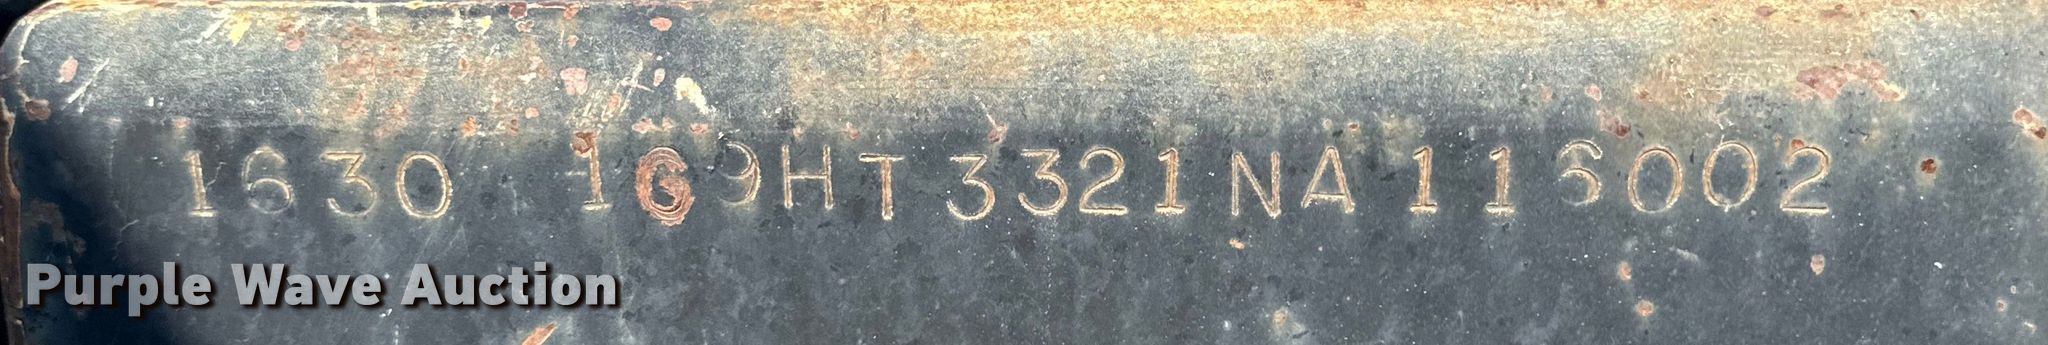 1630 1G9HT3321NA116002
Purple Wave Auction